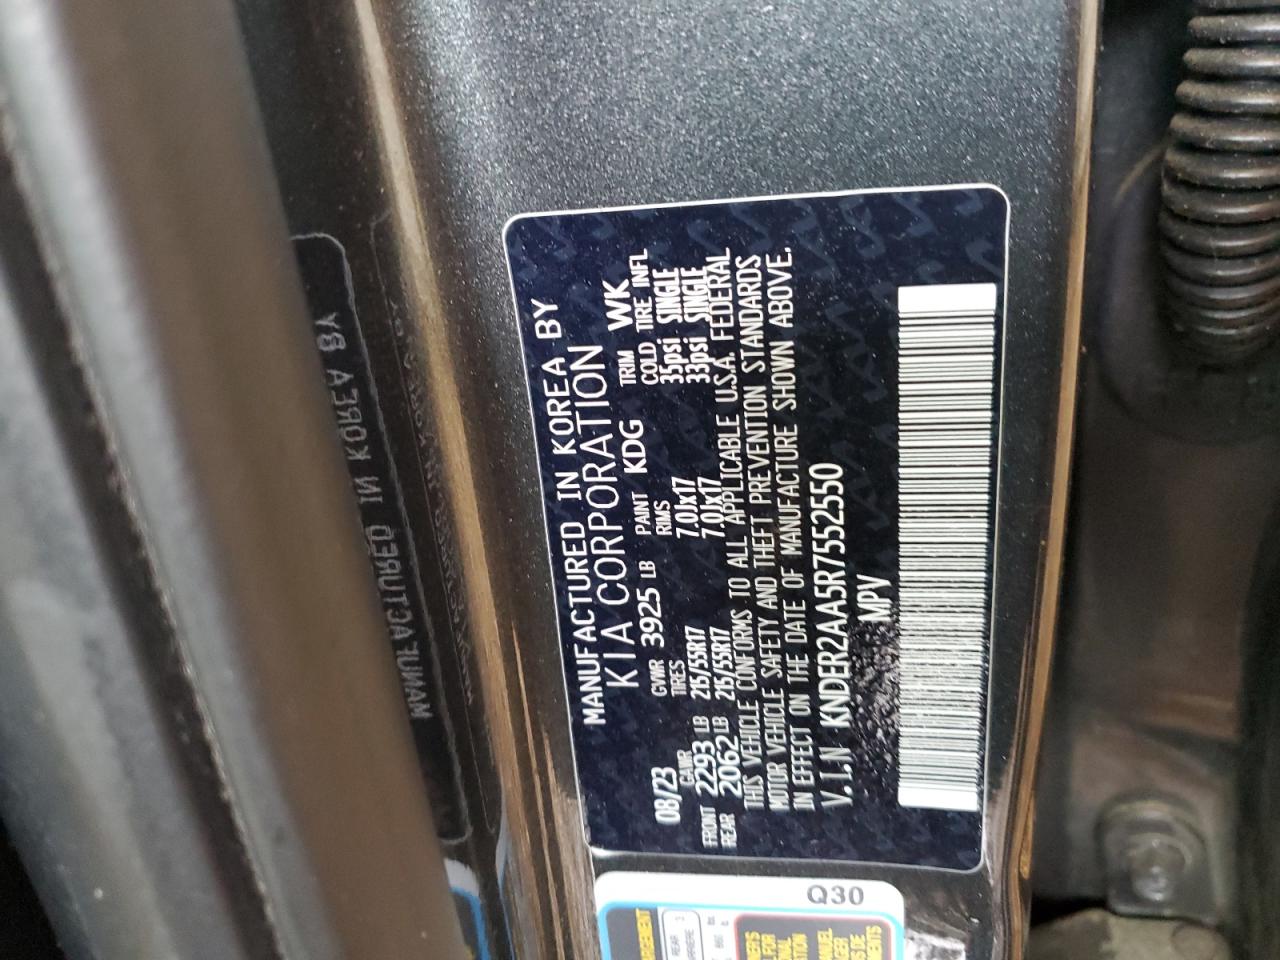 MANUFACTURED IN KOREA BY
KIA CORPORATION
08/23 GVWR 3925 LB PAINT KDG TRIM WK
GAWR TIRES RIMS COLD TIRE INFL
FRONT 2293 LB 215/55R17 7.0Jx17 35psi SINGLE
REAR 2062 LB 215/55R17 7.0Jx17 33psi SINGLE
THIS VEHICLE CONFORMS TO ALL APPLICABLE U.S.A. FEDERAL
MOTOR VEHICLE SAFETY AND THEFT PREVENTION STANDARDS
IN EFFECT ON THE DATE OF MANUFACTURE SHOWN ABOVE.
V.I.N KNDER2AA5R7552550
MPV
Q30